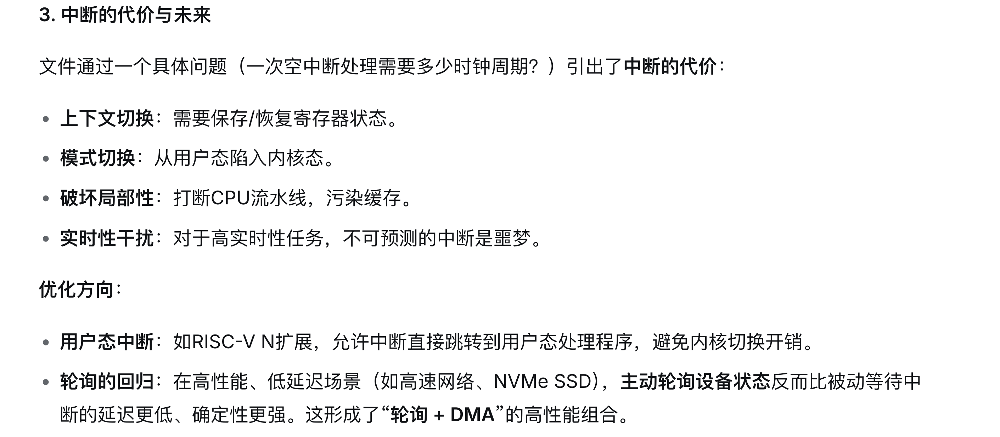 3. 中断的代价与未来
文件通过一个具体问题（一次空中断处理需要多少时钟周期？）引出了中断的代价：
• 上下文切换：需要保存/恢复寄存器状态。
• 模式切换：从用户态陷入内核态。
• 破坏局部性：打断CPU流水线，污染缓存。
• 实时性干扰：对于高实时性任务，不可预测的中断是噩梦。
优化方向：
• 用户态中断：如RISC-V N扩展，允许中断直接跳转到用户态处理程序，避免内核切换开销。
• 轮询的回归：在高性能、低延迟场景（如高速网络、NVMe SSD），主动轮询设备状态反而比被动等待中
断的延迟更低、确定性更强。这形成了“轮询 + DMA”的高性能组合。